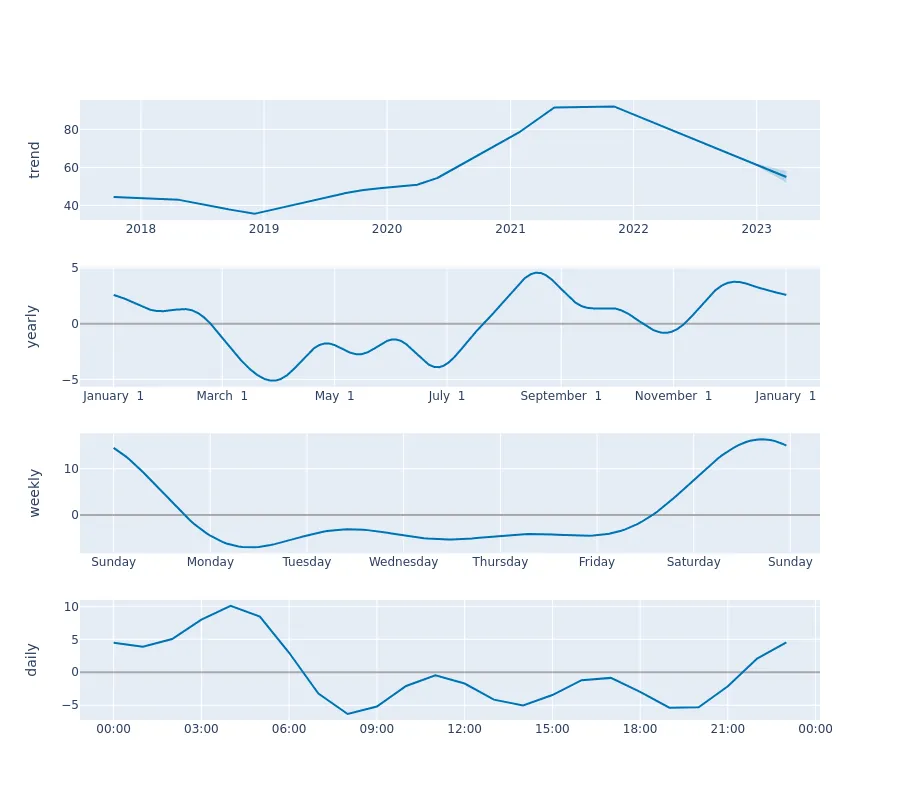 trend
80
60
40
2018 2019 2020 2021 2022 2023
yearly
5
0
−5
January 1 March 1 May 1 July 1 September 1 November 1 January 1
weekly
10
0
Sunday Monday Tuesday Wednesday Thursday Friday Saturday Sunday
daily
10
5
0
−5
00:00 03:00 06:00 09:00 12:00 15:00 18:00 21:00 00:00